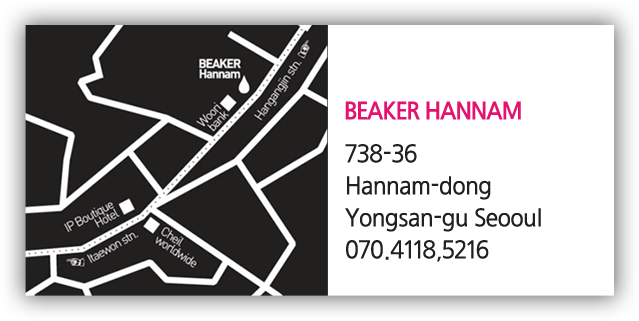 BEAKER
Hannam
Hangangjin stn.
Woori
bank
IP Boutique
Hotel
Cheil
worldwide
Itaewon stn.
BEAKER HANNAM
738-36
Hannam-dong
Yongsan-gu Seooul
070.4118,5216